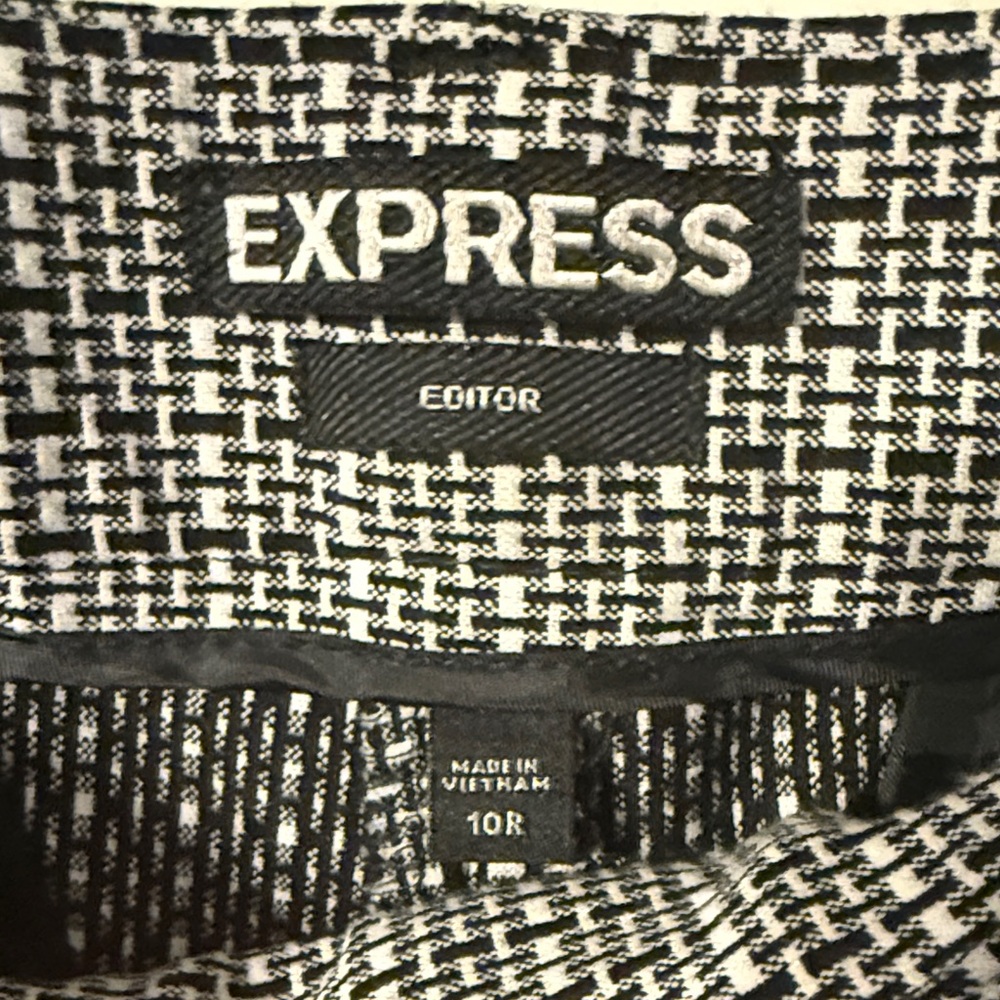 EXPRESS
EDITOR
MADE IN
VIETNAM
10R